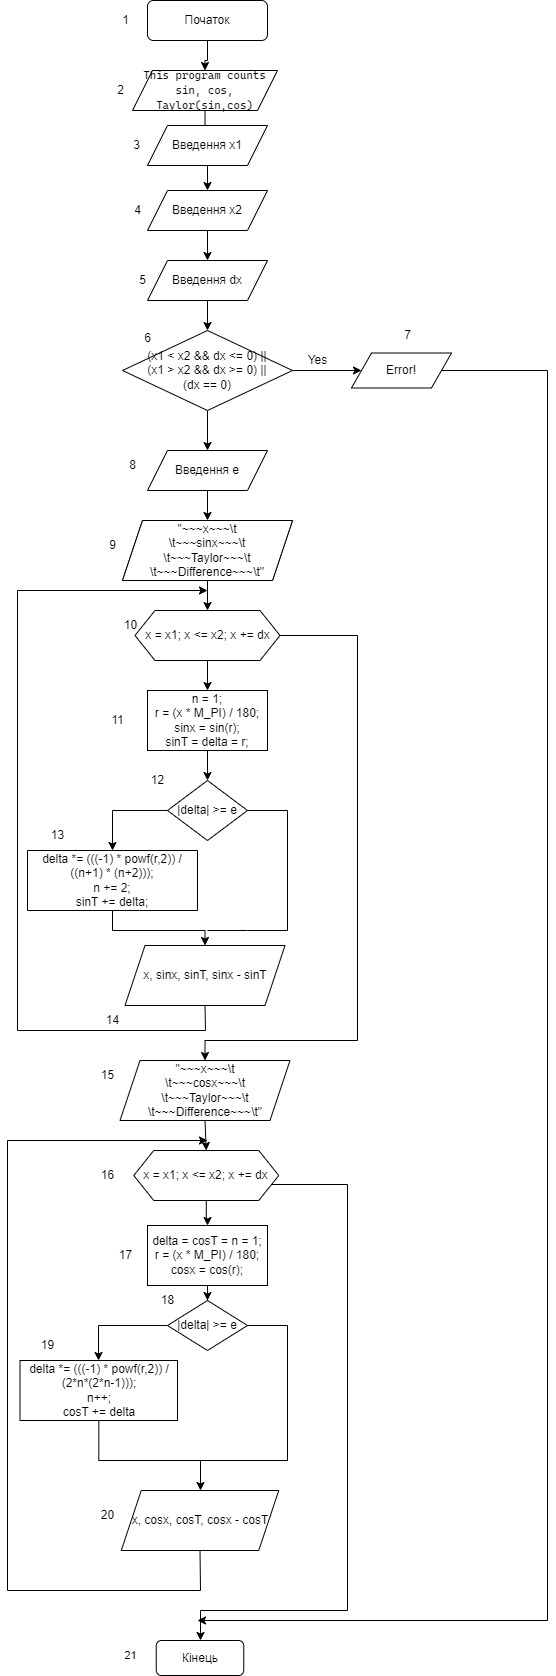 1
Початок
2
This program counts
sin, cos,
Taylor(sin,cos)
3
Введення x1
4
Введення x2
5
Введення dx
6
(x1 < x2 && dx <= 0) ||
(x1 > x2 && dx >= 0) ||
(dx == 0)
Yes
7
Error!
8
Введення e
9
"~~~x~~~\t
\t~~~sinx~~~\t
\t~~~Taylor~~~\t
\t~~~Difference~~~\t"
10
x = x1; x <= x2; x += dx
11
n = 1;
r = (x * M_PI) / 180;
sinx = sin(r);
sinT = delta = r;
12
|delta| >= e
13
delta *= (((-1) * powf(r,2)) /
((n+1) * (n+2)));
n += 2;
sinT += delta;
x, sinx, sinT, sinx - sinT
14
15
"~~~x~~~\t
\t~~~cosx~~~\t
\t~~~Taylor~~~\t
\t~~~Difference~~~\t"
16
x = x1; x <= x2; x += dx
17
delta = cosT = n = 1;
r = (x * M_PI) / 180;
cosx = cos(r);
18
|delta| >= e
19
delta *= (((-1) * powf(r,2)) /
(2*n*(2*n-1)));
n++;
cosT += delta
20
x, cosx, cosT, cosx - cosT
21
Кінець